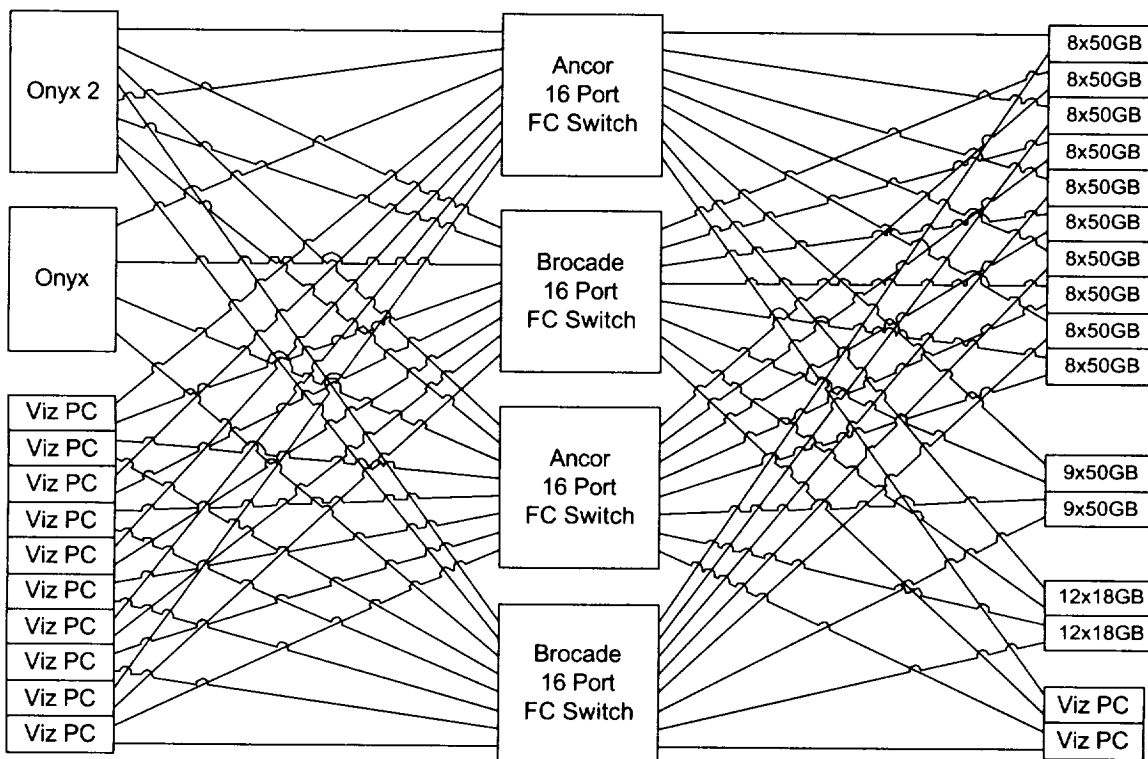 Onyx 2
Onyx
Viz PC
Viz PC
Viz PC
Viz PC
Viz PC
Viz PC
Viz PC
Viz PC
Viz PC
Viz PC
Ancor
16 Port
FC Switch
Brocade
16 Port
FC Switch
Ancor
16 Port
FC Switch
Brocade
16 Port
FC Switch
8x50GB
8x50GB
8x50GB
8x50GB
8x50GB
8x50GB
8x50GB
8x50GB
8x50GB
8x50GB
9x50GB
9x50GB
12x18GB
12x18GB
Viz PC
Viz PC